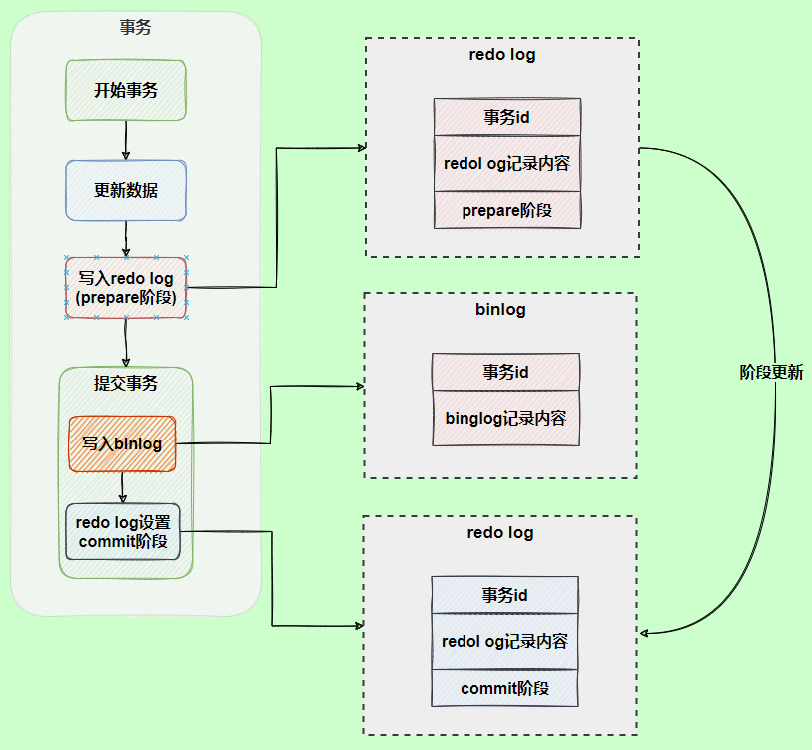 事务
开始事务
更新数据
写入redo log
(prepare阶段)
提交事务
写入binlog
redo log设置
commit阶段
redo log
事务id
redol og记录内容
prepare阶段
binlog
事务id
binglog记录内容
redo log
事务id
redol og记录内容
commit阶段
阶段更新